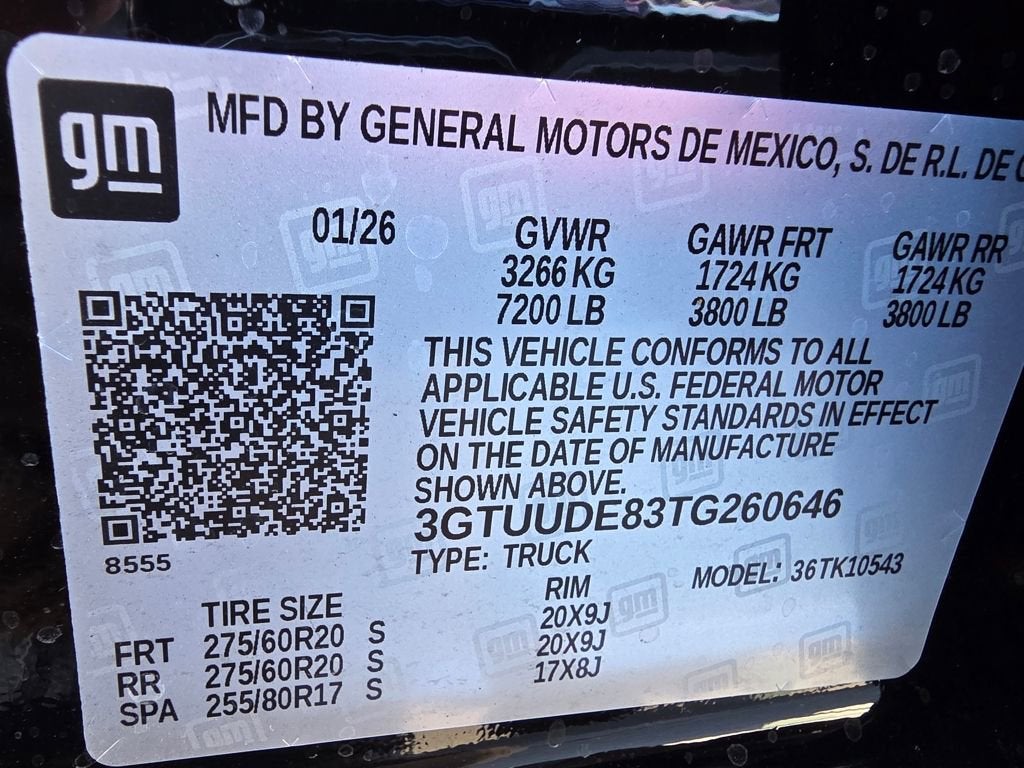 gm
MFD BY GENERAL MOTORS DE MEXICO, S. DE R.L. DE C
01/26
GVWR GAWR FRT GAWR RR
3266 KG 1724 KG 1724 KG
7200 LB 3800 LB 3800 LB
THIS VEHICLE CONFORMS TO ALL
APPLICABLE U.S. FEDERAL MOTOR
VEHICLE SAFETY STANDARDS IN EFFECT
ON THE DATE OF MANUFACTURE
SHOWN ABOVE.
3GTUUDE83TG260646
8555
TYPE: TRUCK MODEL: 36TK10543
TIRE SIZE RIM
FRT 275/60R20 S 20X9J
RR 275/60R20 S 20X9J
SPA 255/80R17 S 17X8J